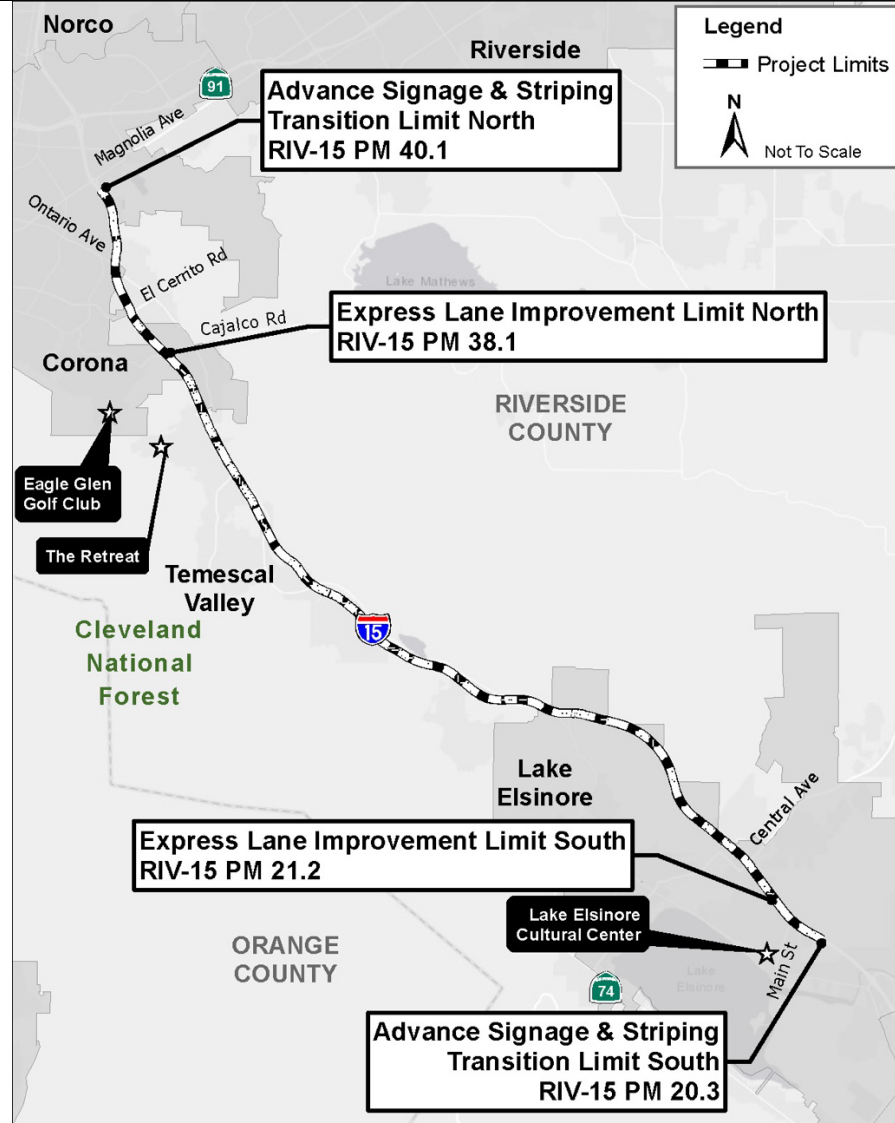 Norco
Riverside
Legend
Project Limits
N
Not To Scale
91
Advance Signage & Striping
Transition Limit North
RIV-15 PM 40.1
Magnolia Ave
Ontario Ave
El Cerrito Rd
Lake Mathews
Cajalco Rd
Express Lane Improvement Limit North
RIV-15 PM 38.1
Corona
RIVERSIDE
COUNTY
Eagle Glen
Golf Club
The Retreat
Temescal
Valley
15
Cleveland
National
Forest
Lake
Elsinore
Central Ave
Express Lane Improvement Limit South
RIV-15 PM 21.2
Lake Elsinore
Cultural Center
Main St
ORANGE
COUNTY
74
Lake
Elsinore
Advance Signage & Striping
Transition Limit South
RIV-15 PM 20.3